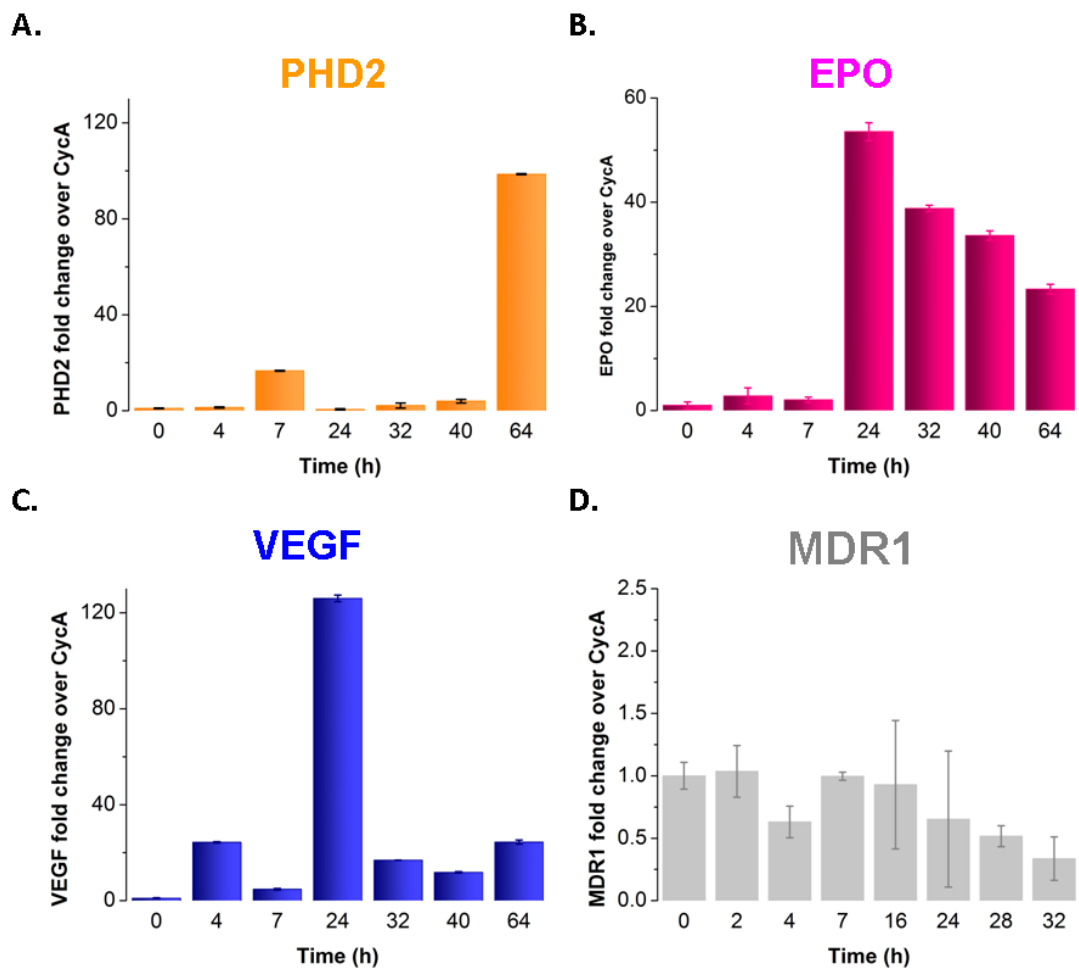 A.
PHD2
PHD2 fold change over CycA
120
80
40
0
0 4 7 24 32 40 64
Time (h)
B.
EPO
EPO fold change over CycA
60
40
20
0
0 4 7 24 32 40 64
Time (h)
C.
VEGF
VEGF fold change over CycA
120
80
40
0
0 4 7 24 32 40 64
Time (h)
D.
MDR1
MDR1 fold change over CycA
2.5
2.0
1.5
1.0
0.5
0.0
0 2 4 7 16 24 28 32
Time (h)